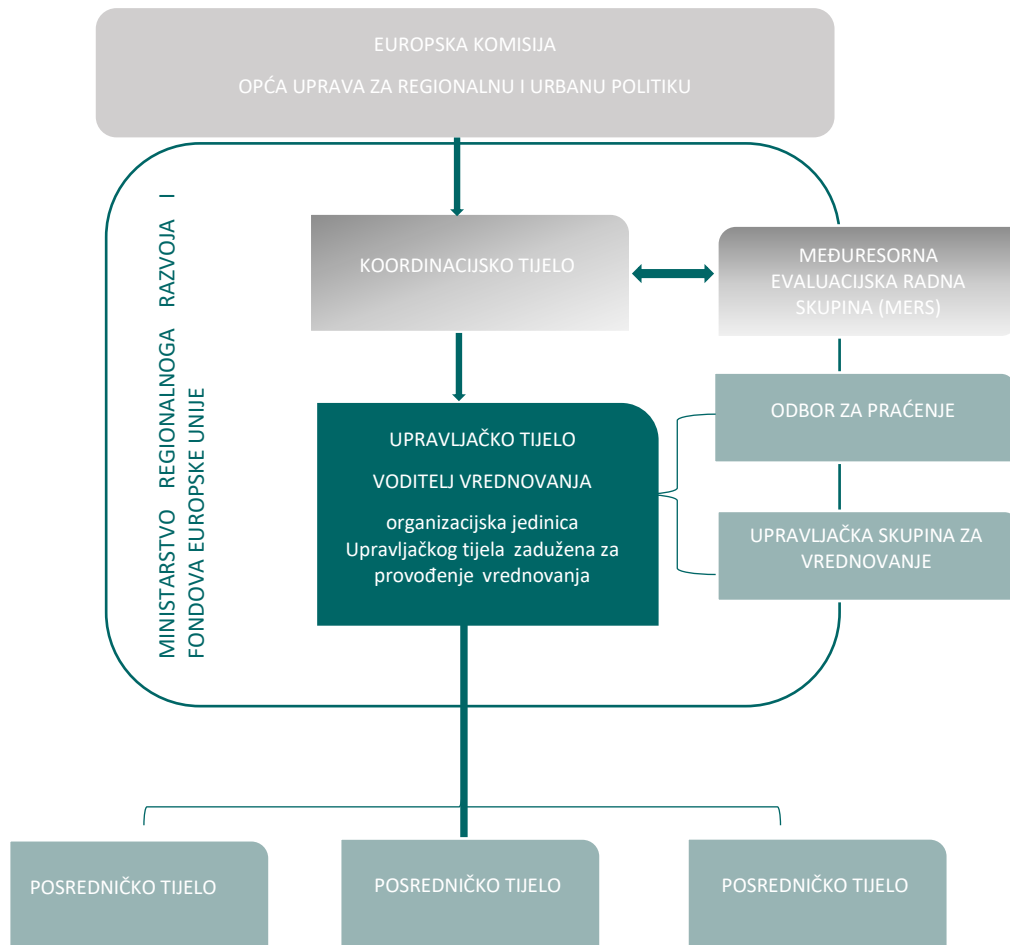 EUROPSKA KOMISIJA
OPĆA UPRAVA ZA REGIONALNU I URBANU POLITIKU
MINISTARSTVO REGIONALNOGA RAZVOJA I
FONDOVA EUROPSKE UNIJE
KOORDINACIJSKO TIJELO
MEĐURESORNA
EVALUACIJSKA RADNA
SKUPINA (MERS)
UPRAVLJAČKO TIJELO
VODITELJ VREDNOVANJA
organizacijska jedinica
Upravljačkog tijela zadužena za
provođenje vrednovanja
ODBOR ZA PRAĆENJE
UPRAVLJAČKA SKUPINA ZA
VREDNOVANJE
POSREDNIČKO TIJELO
POSREDNIČKO TIJELO
POSREDNIČKO TIJELO